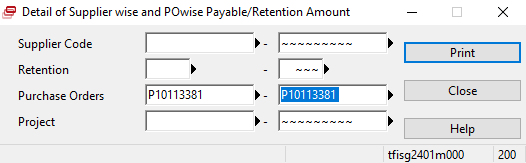 Detail of Supplier wise and POwise Payable/Retention Amount
Supplier Code - ~~~~~~~~~
Print
Retention - ~~~
Purchase Orders P10113381 - P10113381
Close
Project - ~~~~~~~~~
Help
tfisg2401m000 200